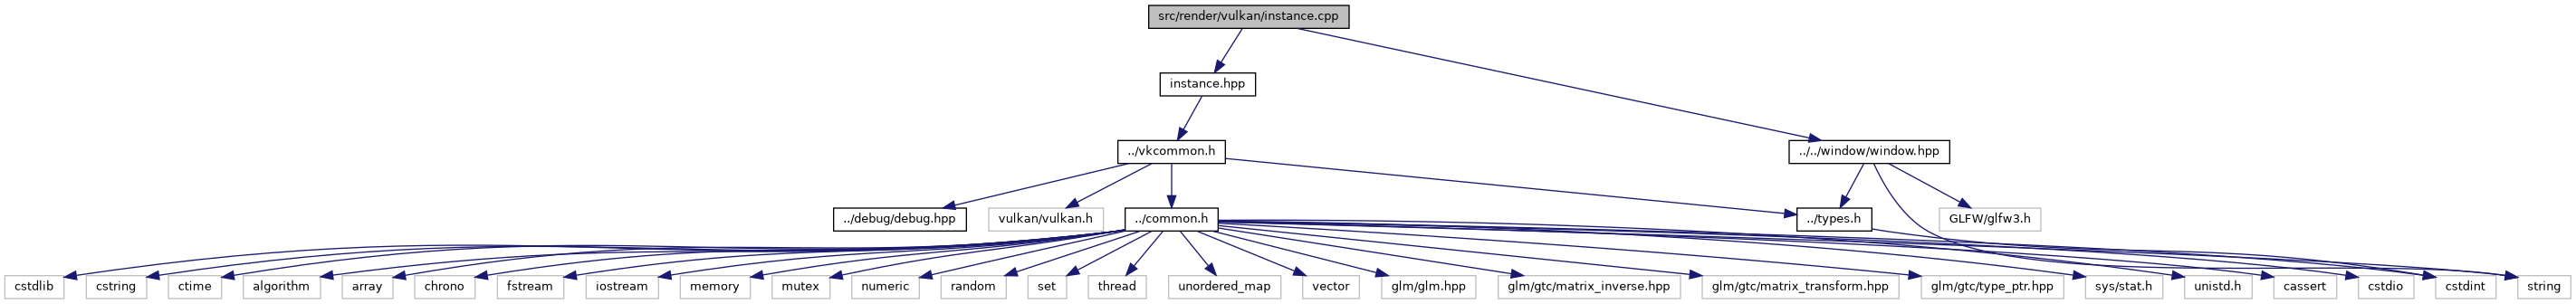 src/render/vulkan/instance.cpp
instance.hpp
../vkcommon.h
../../window/window.hpp
../debug/debug.hpp
vulkan/vulkan.h
../common.h
../types.h
GLFW/glfw3.h
cstdlib
cstring
ctime
algorithm
array
chrono
fstream
iostream
memory
mutex
numeric
random
set
thread
unordered_map
vector
glm/glm.hpp
glm/gtc/matrix_inverse.hpp
glm/gtc/matrix_transform.hpp
glm/gtc/type_ptr.hpp
sys/stat.h
unistd.h
cassert
cstdio
cstdint
string